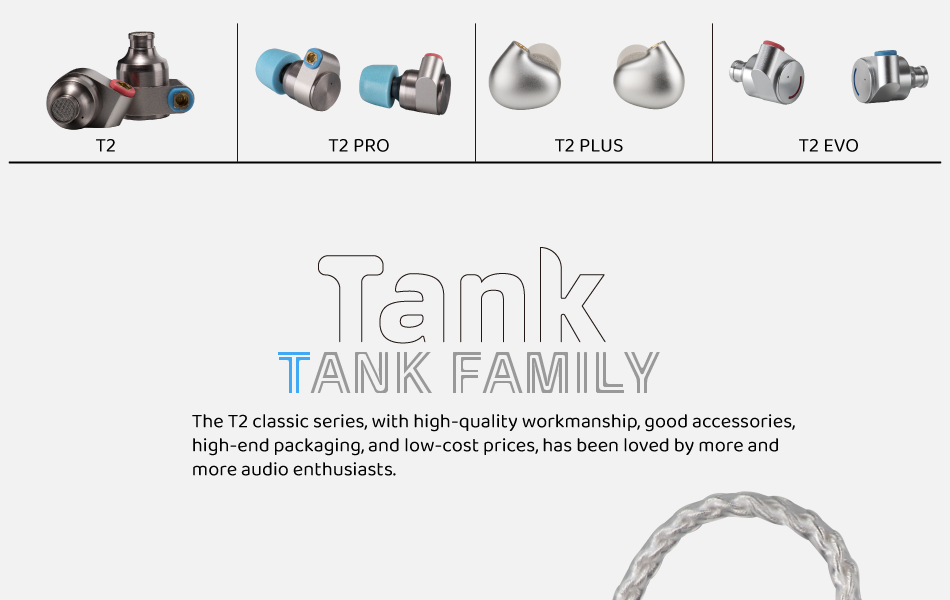 T2
T2 PRO
T2 PLUS
T2 EVO
Tank
TANK FAMILY
The T2 classic series, with high-quality workmanship, good accessories,
high-end packaging, and low-cost prices, has been loved by more and
more audio enthusiasts.